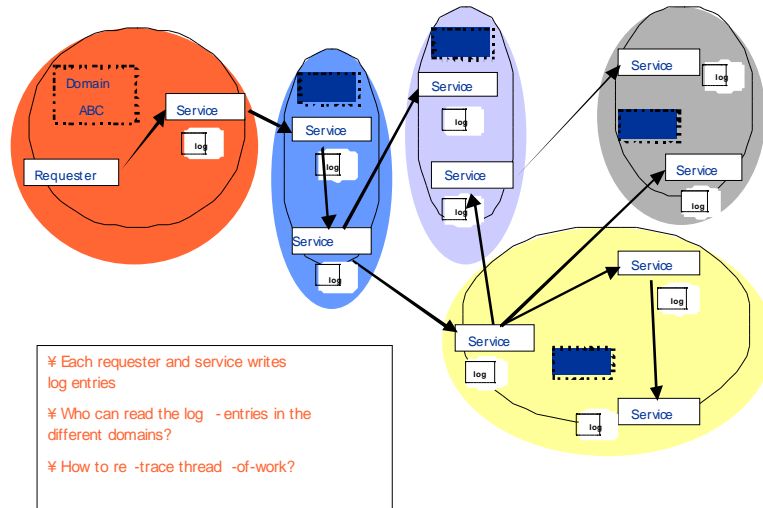 Domain
ABC
Service
log
Requester
Service
log
Service
log
Service
log
Service
log
Service
log
Service
log
Service
log
Service
log
Service
log
¥ Each requester and service writes
log entries
¥ Who can read the log - entries in the
different domains?
¥ How to re -trace thread -of-work?